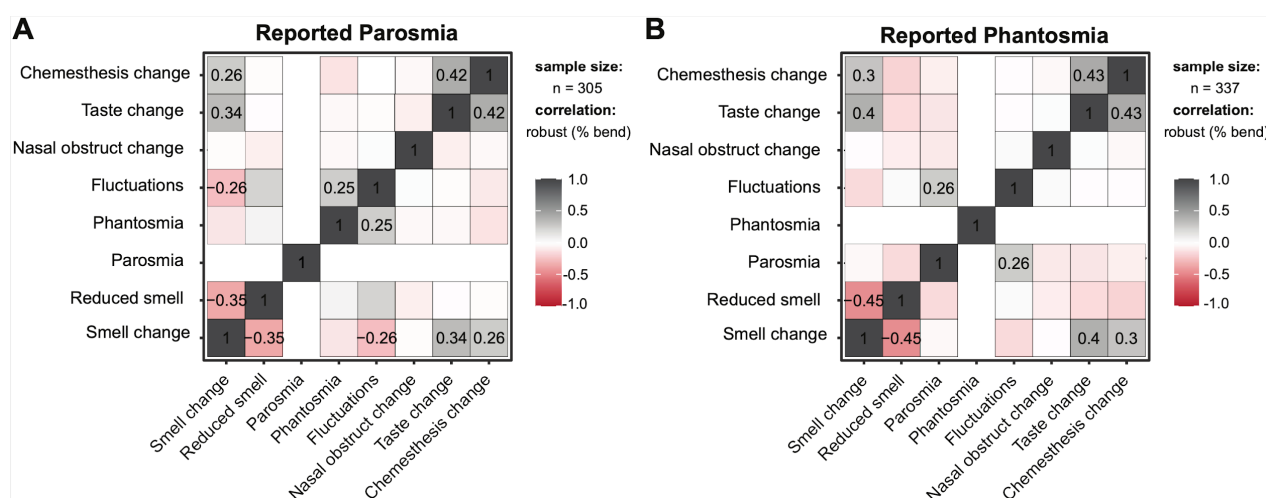 A
Reported Parosmia
Chemesthesis change
0.26
0.42
1
Taste change
0.34
1
0.42
Nasal obstruct change
1
Fluctuations
−0.26
0.25
1
Phantosmia
1
0.25
Parosmia
1
Reduced smell
−0.35
1
Smell change
1
−0.35
−0.26
0.34
0.26
Smell change
Reduced smell
Parosmia
Phantosmia
Fluctuations
Nasal obstruct change
Taste change
Chemesthesis change
sample size:
n = 305
correlation:
robust (% bend)
1.0
0.5
0.0
-0.5
-1.0
B
Reported Phantosmia
Chemesthesis change
0.3
0.43
1
Taste change
0.4
1
0.43
Nasal obstruct change
1
Fluctuations
0.26
1
Phantosmia
1
Parosmia
1
0.26
Reduced smell
−0.45
1
Smell change
1
−0.45
0.4
0.3
Smell change
Reduced smell
Parosmia
Phantosmia
Fluctuations
Nasal obstruct change
Taste change
Chemesthesis change
sample size:
n = 337
correlation:
robust (% bend)
1.0
0.5
0.0
-0.5
-1.0